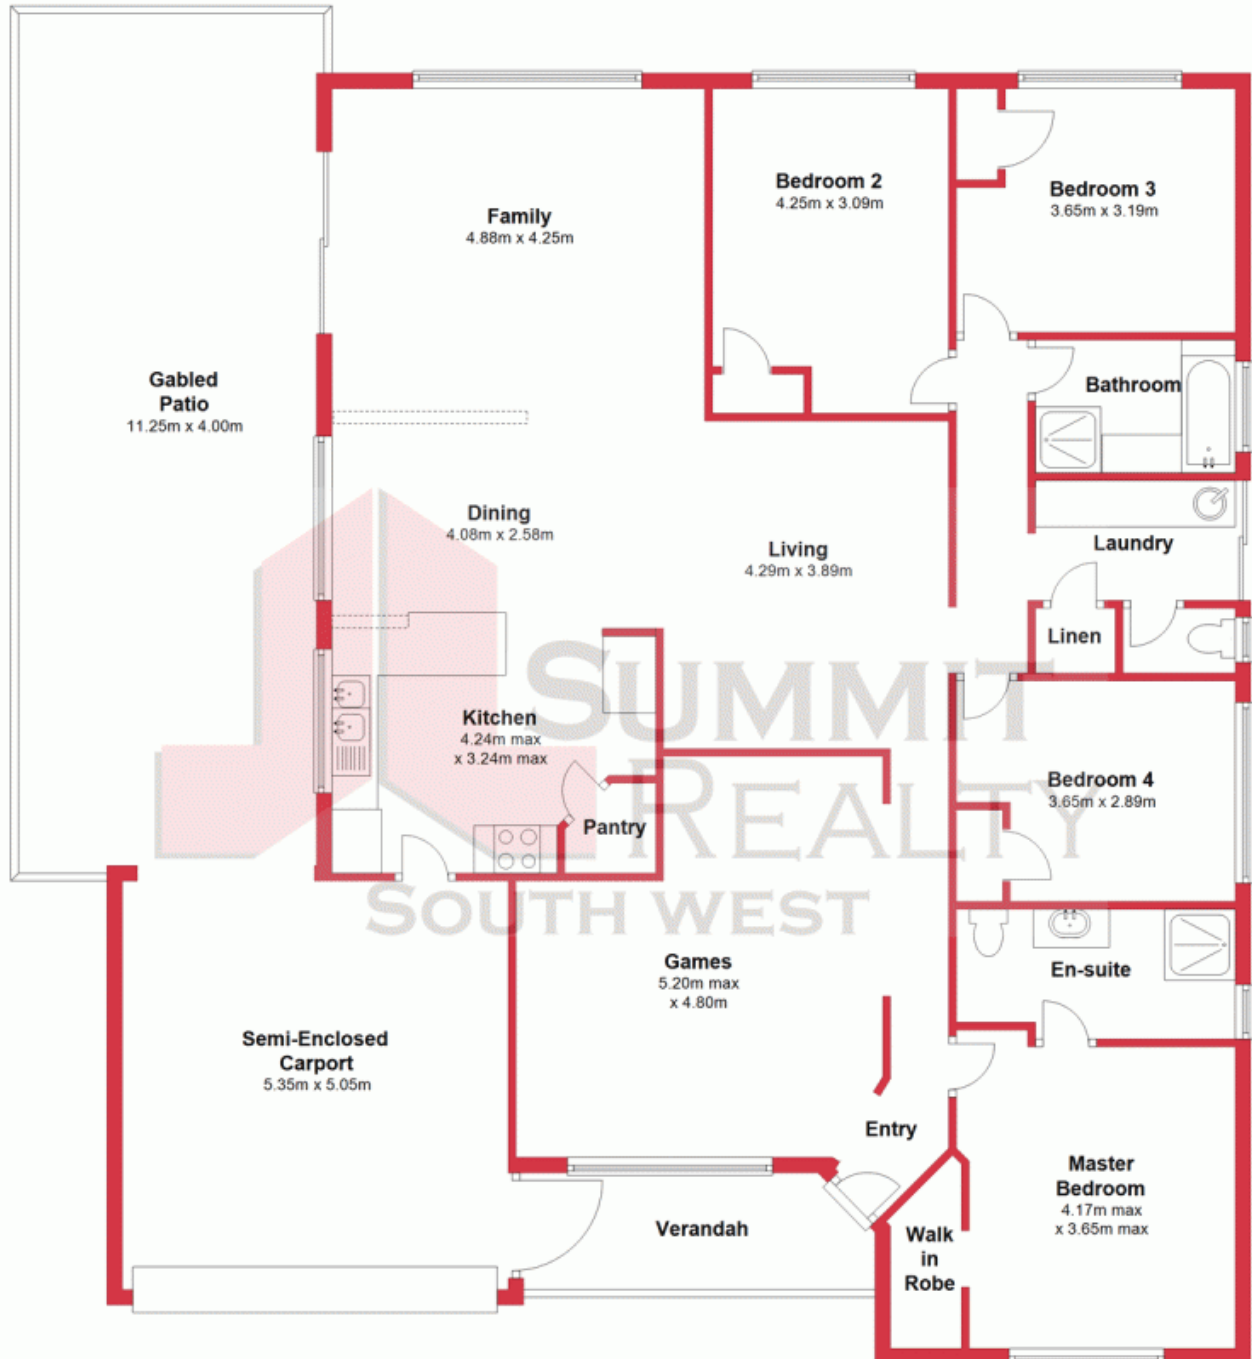 Bedroom 2
4.25m x 3.09m
Bedroom 3
3.65m x 3.19m
Family
4.88m x 4.25m
Gabled
Patio
11.25m x 4.00m
Bathroom
Dining
4.08m x 2.58m
Living
4.29m x 3.89m
Laundry
Linen
SUMMIT
REALTY
SOUTH WEST
Kitchen
4.24m max
x 3.24m max
Pantry
Bedroom 4
3.65m x 2.89m
Games
5.20m max
x 4.80m
En-suite
Semi-Enclosed
Carport
5.35m x 5.05m
Entry
Master
Bedroom
4.17m max
x 3.65m max
Verandah
Walk
in
Robe